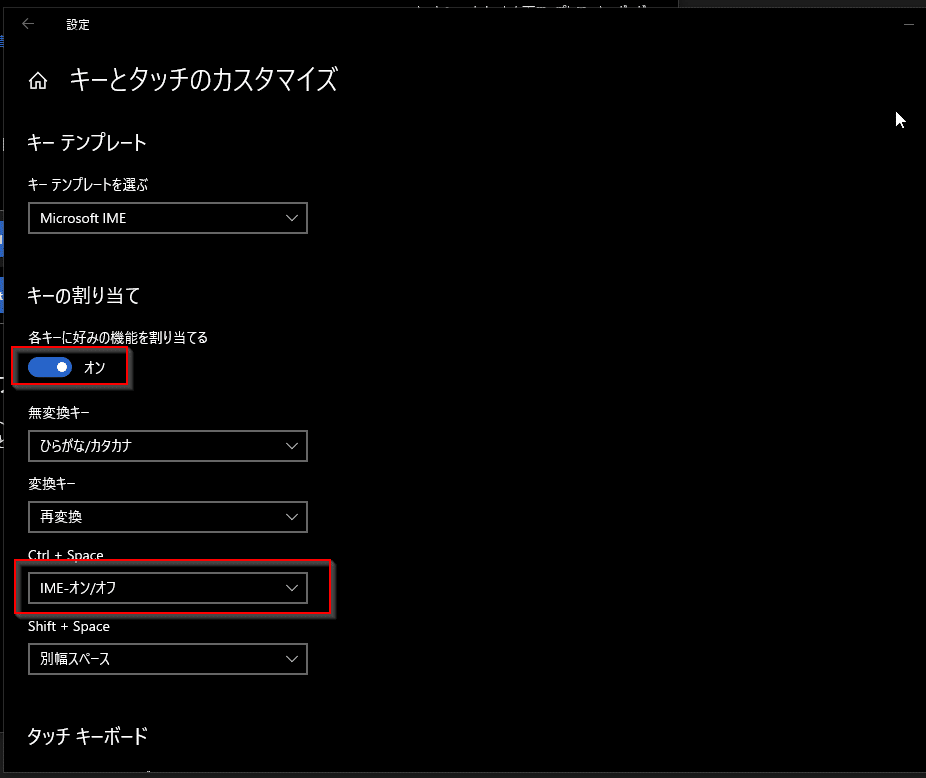 設定
キーとタッチのカスタマイズ
キー テンプレート
キー テンプレートを選ぶ
Microsoft IME
キーの割り当て
各キーに好みの機能を割り当てる
オン
無変換キー
ひらがな/カタカナ
変換キー
再変換
Ctrl + Space
IME-オン/オフ
Shift + Space
別幅スペース
タッチ キーボード